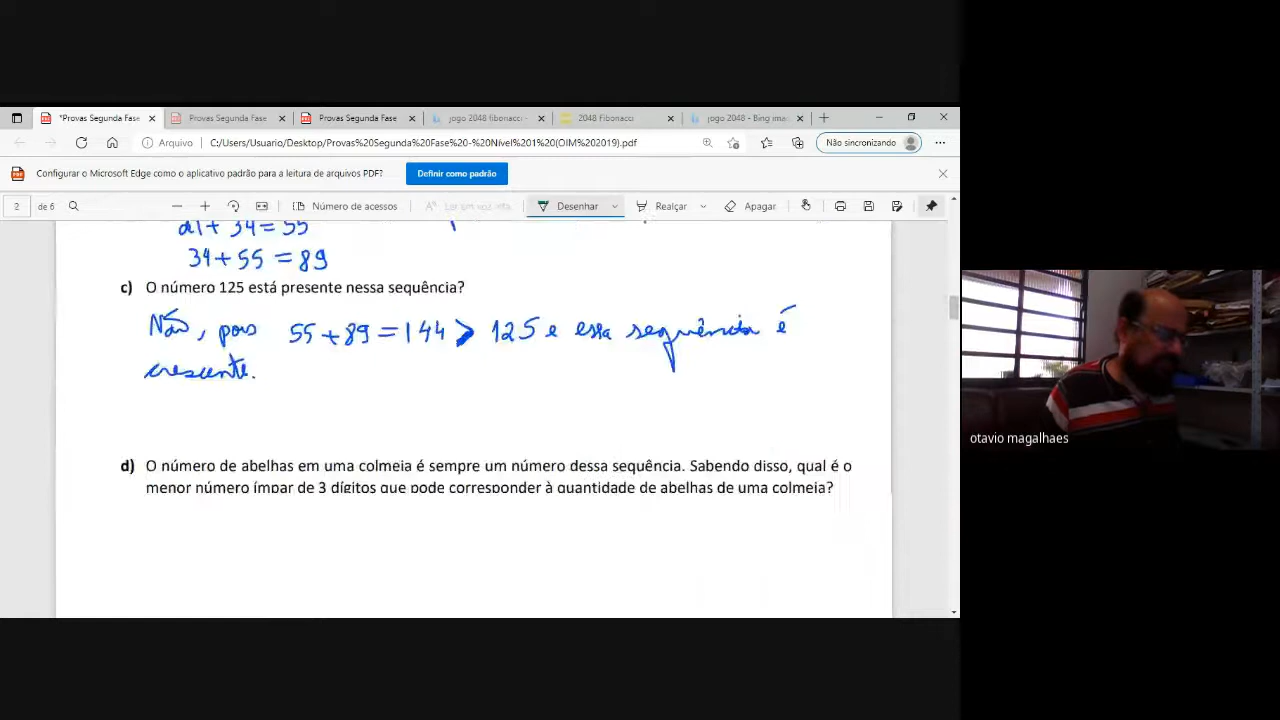 *Provas Segunda Fase
Provas Segunda Fase
Provas Segunda Fase
jogo 2048 fibonacci -
2048 Fibonacci
jogo 2048 - Bing ima
Arquivo
C:/Users/Usuario/Desktop/Provas%20Segunda%20Fase%20-%20Nível%201%20(OIM%202019).pdf
Não sincronizando
Configurar o Microsoft Edge como o aplicativo padrão para a leitura de arquivos PDF?
Definir como padrão
2 de 6
Número de acessos
Ler em voz alta
Desenhar
Realçar
Apagar
21 + 34 = 55
34 + 55 = 89
c) O número 125 está presente nessa sequência?
Não, pois 55 + 89 = 144 > 125 e essa sequência é
crescente.
otavio magalhaes
d) O número de abelhas em uma colmeia é sempre um número dessa sequência. Sabendo disso, qual é o
menor número ímpar de 3 dígitos que pode corresponder à quantidade de abelhas de uma colmeia?